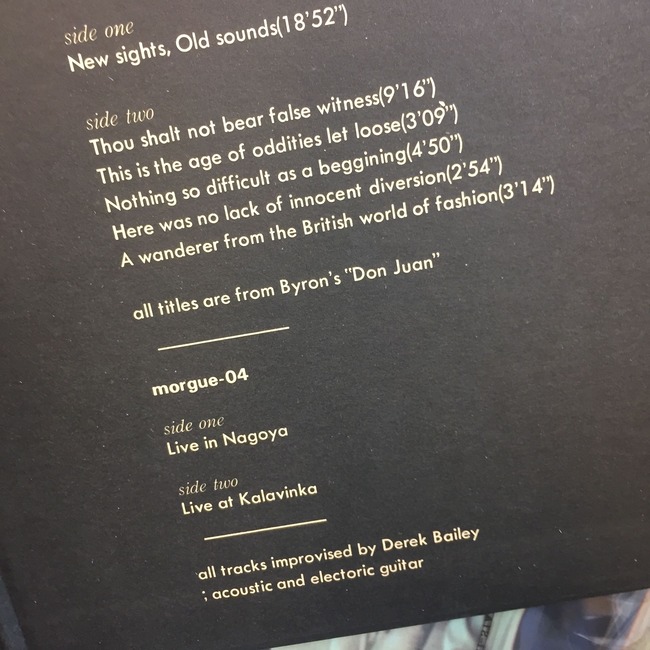 side one
New sights, Old sounds(18'52")
side two
Thou shalt not bear false witness(9'16")
This is the age of oddities let loose(3'09")
Nothing so difficult as a beggining(4'50")
Here was no lack of innocent diversion(2'54")
A wanderer from the British world of fashion(3'14")
all titles are from Byron's "Don Juan"
morgue-04
side one
Live in Nagoya
side two
Live at Kalavinka
all tracks improvised by Derek Bailey
; acoustic and electoric guitar